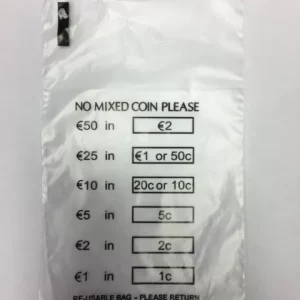 NO MIXED COIN PLEASE
€50 in €2
€25 in €1 or 50c
€10 in 20c or 10c
€5 in 5c
€2 in 2c
€1 in 1c
RE-USABLE BAG - PLEASE RETURN